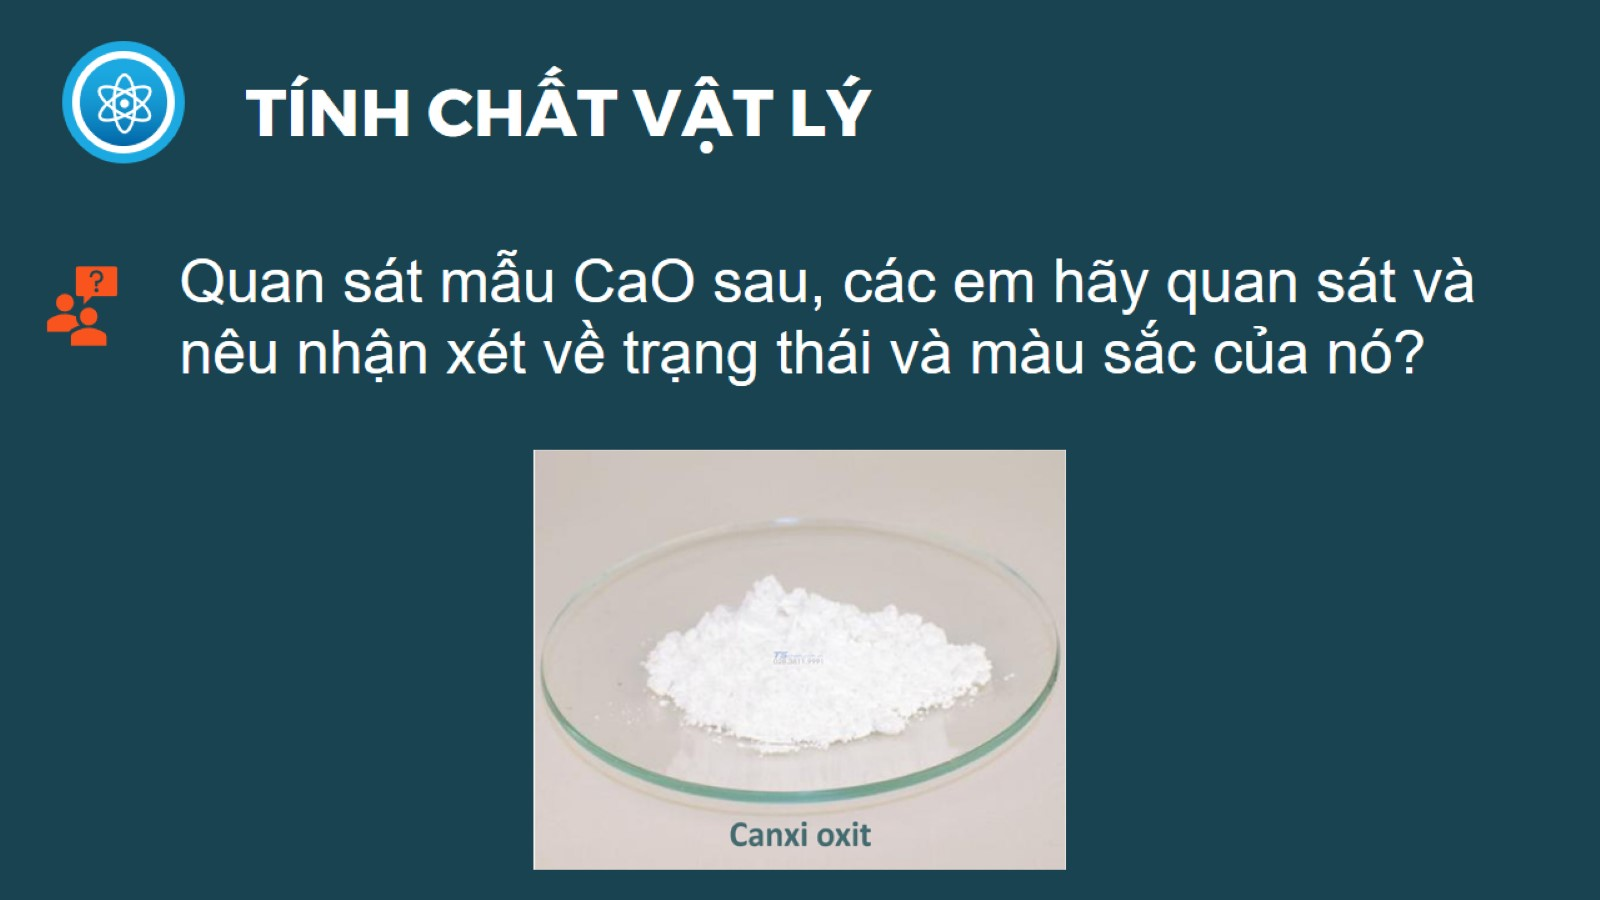 TÍNH CHẤT VẬT LÝ
?
Quan sát mẫu CaO sau, các em hãy quan sát và
nêu nhận xét về trạng thái và màu sắc của nó?
Canxi oxit